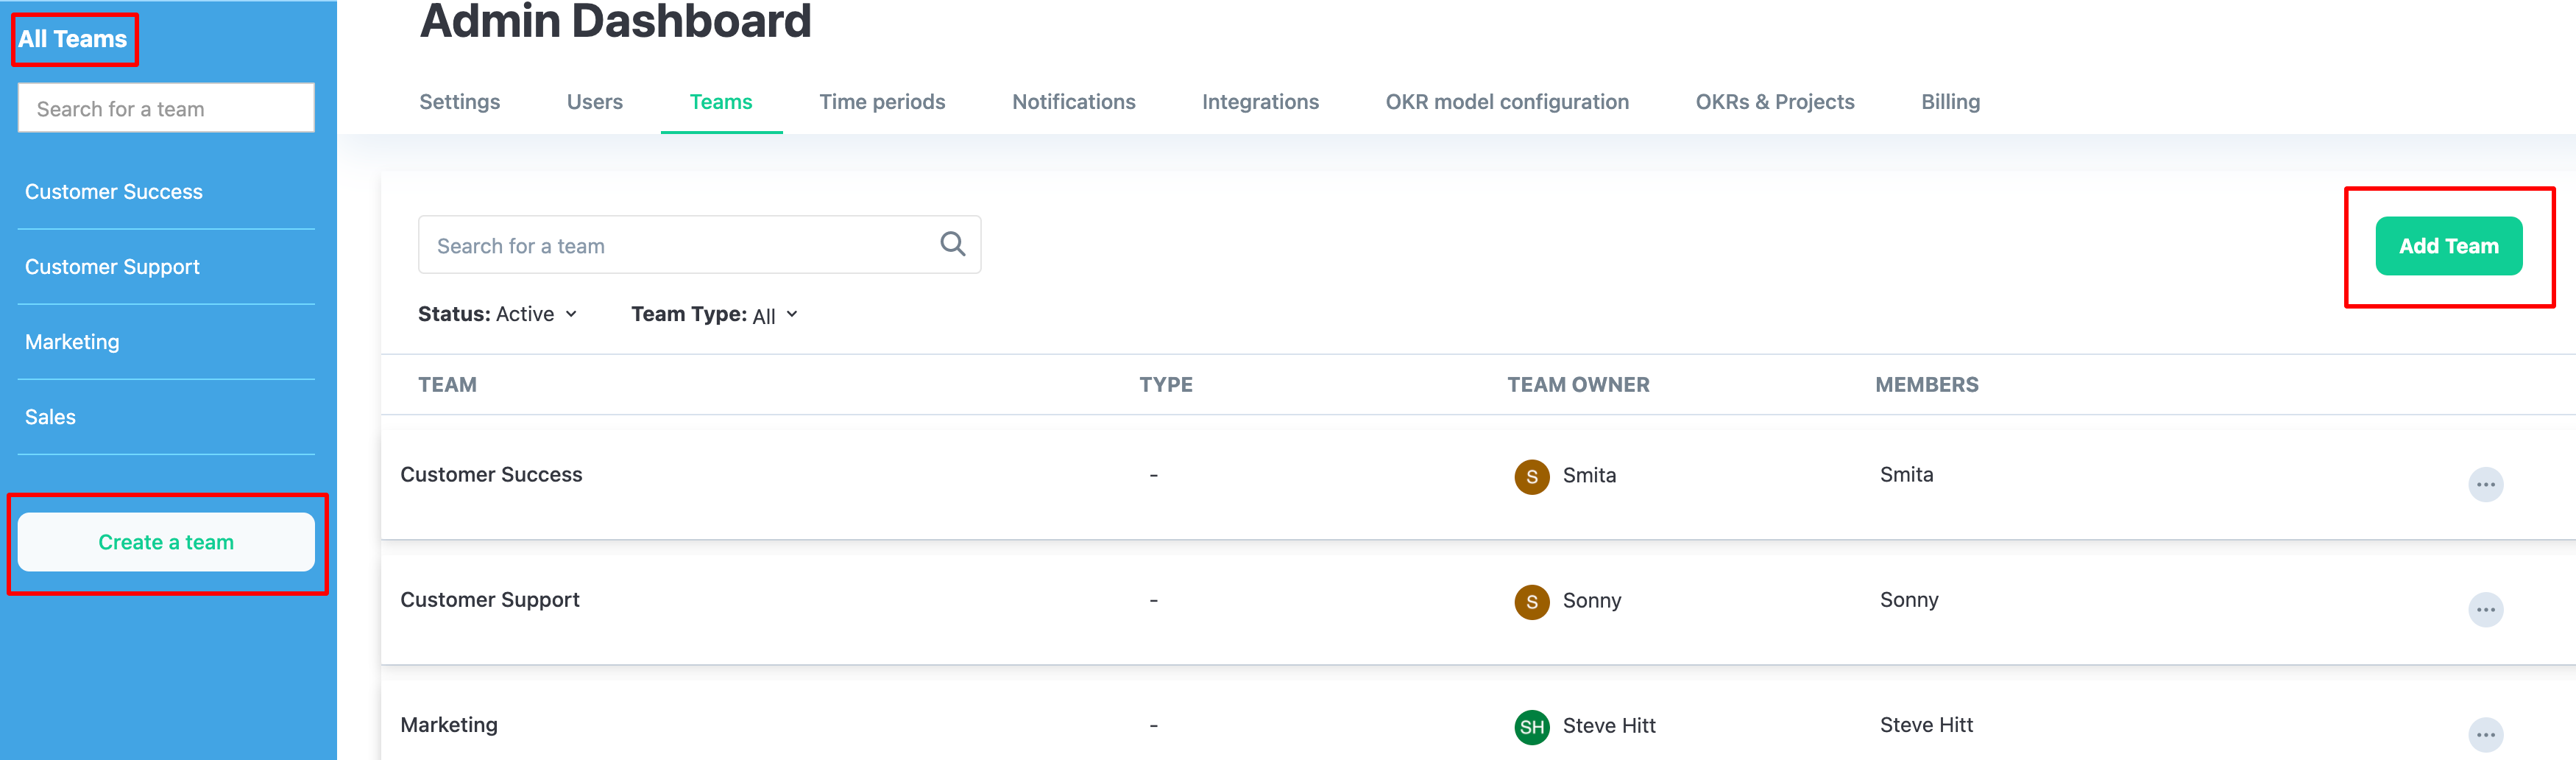 All Teams
Search for a team
Customer Success
Customer Support
Marketing
Sales
Create a team
Admin Dashboard
Settings Users Teams Time periods Notifications Integrations OKR model configuration OKRs & Projects Billing
Search for a team
Add Team
Status: Active Team Type: All
TEAM TYPE TEAM OWNER MEMBERS
Customer Success - S Smita Smita
Customer Support - S Sonny Sonny
Marketing - SH Steve Hitt Steve Hitt